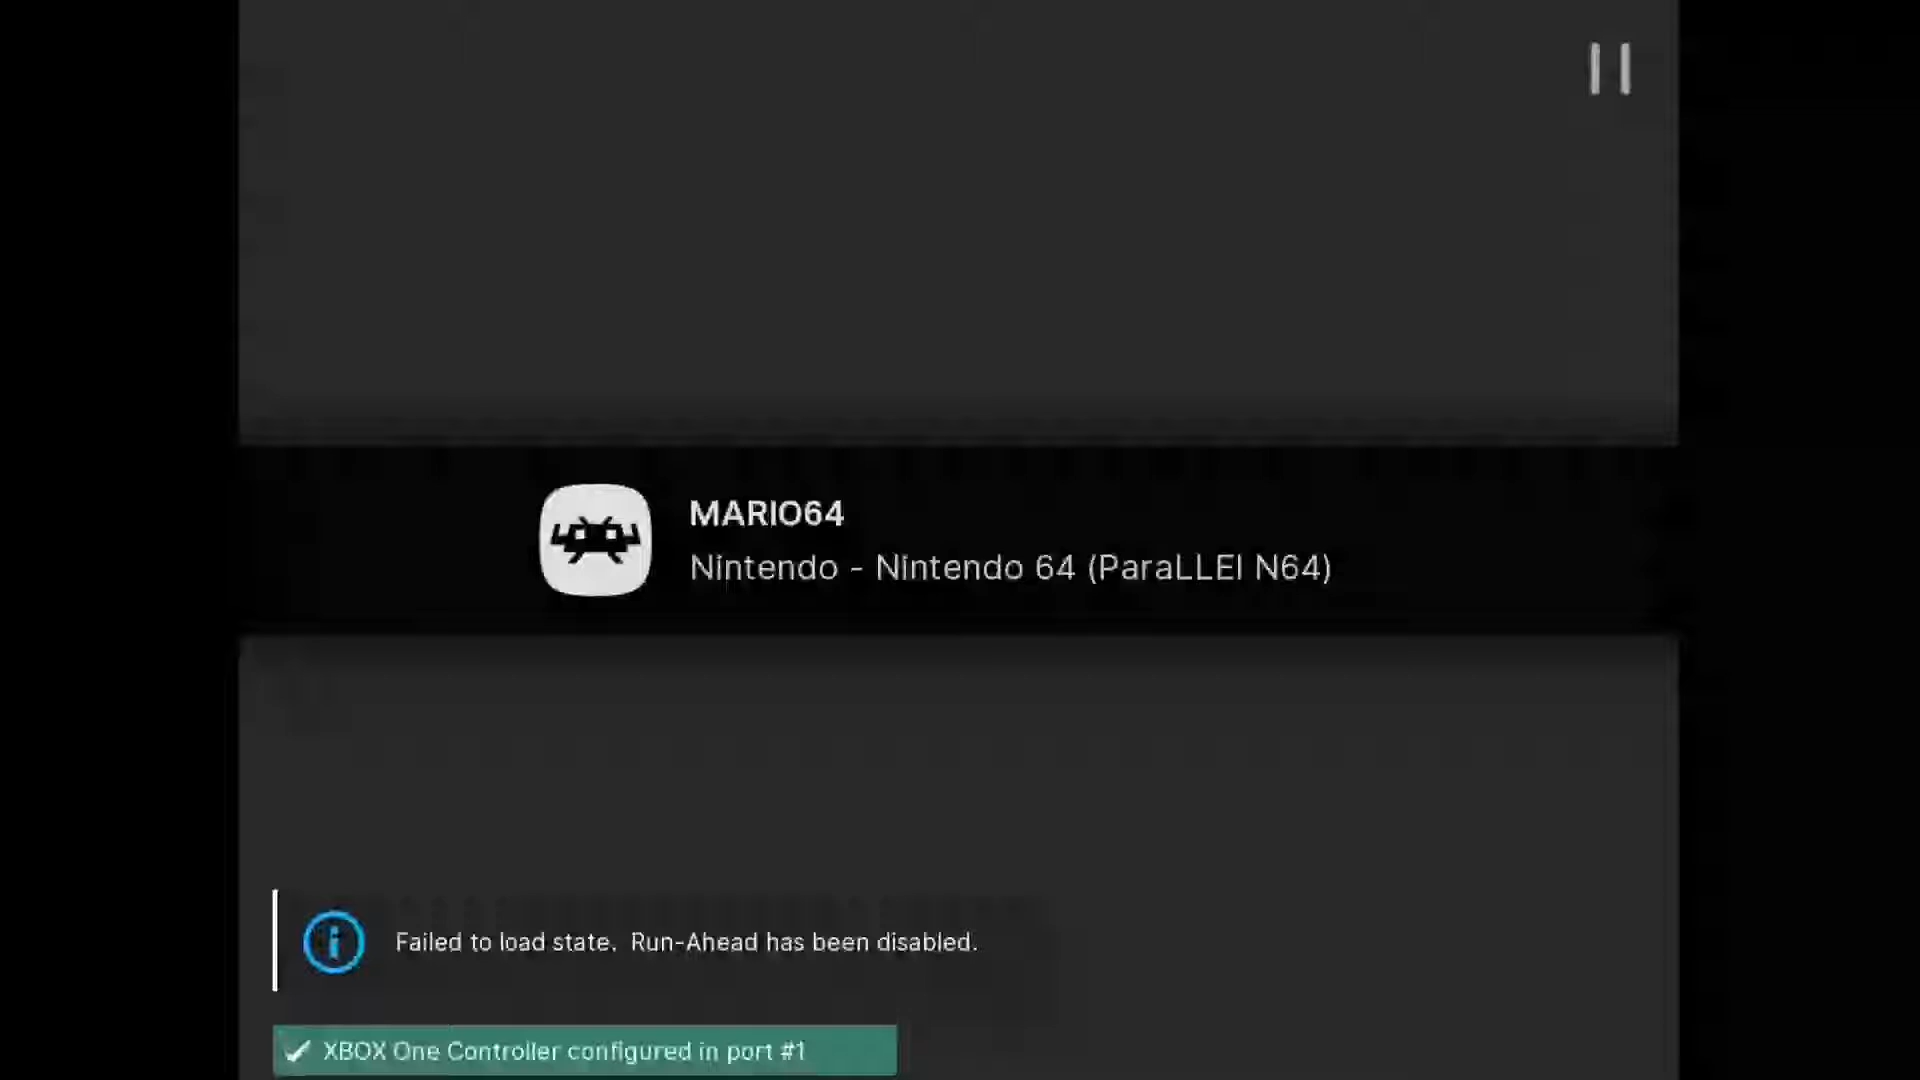 MARIO64
Nintendo - Nintendo 64 (ParaLLEl N64)
Failed to load state. Run-Ahead has been disabled.
XBOX One Controller configured in port #1